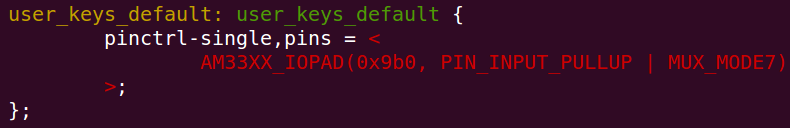 user_keys_default: user_keys_default {
pinctrl-single,pins = <
AM33XX_IOPAD(0x9b0, PIN_INPUT_PULLUP | MUX_MODE7)
>;
};